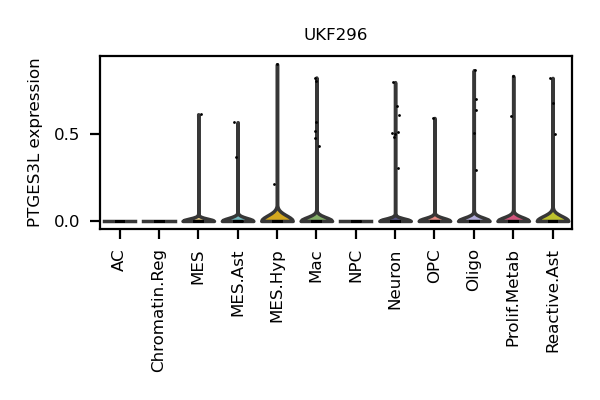 UKF296
PTGES3L expression
0.5
0.0
AC
Chromatin.Reg
MES
MES.Ast
MES.Hyp
Mac
NPC
Neuron
OPC
Oligo
Prolif.Metab
Reactive.Ast